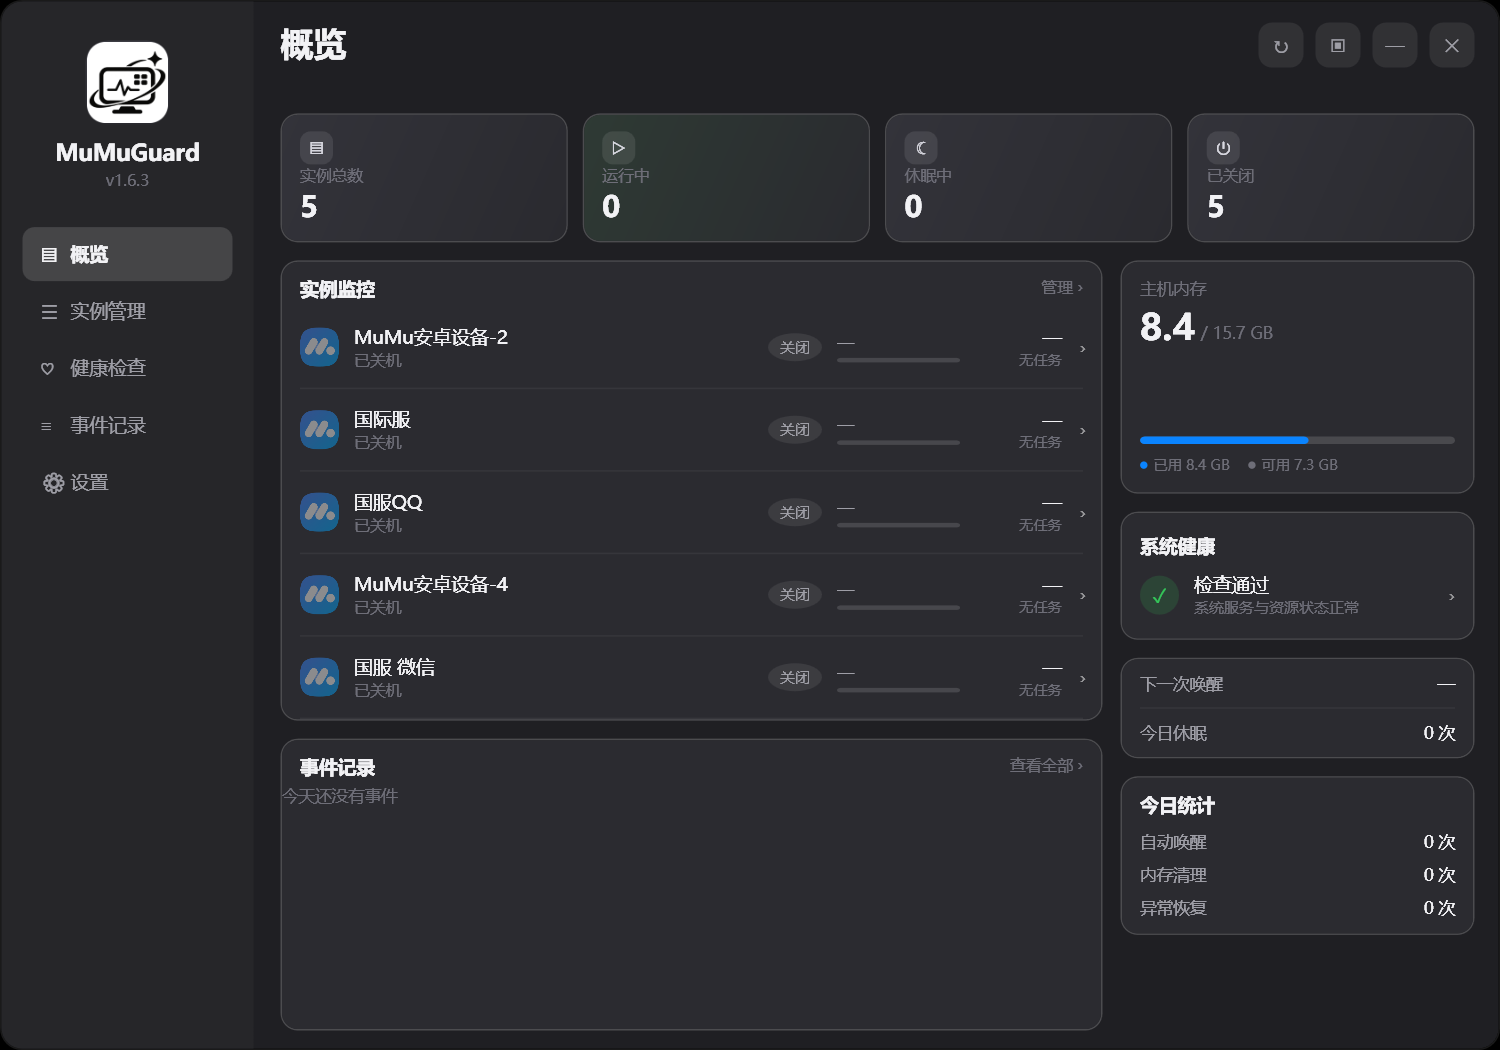 MuMuGuard
v1.6.3
概览
实例管理
健康检查
事件记录
设置
概览
实例总数
5
运行中
0
休眠中
0
已关闭
5
实例监控
管理 ›
MuMu安卓设备-2
已关机
关闭
—
—
无任务
›
国际服
已关机
关闭
—
—
无任务
›
国服QQ
已关机
关闭
—
—
无任务
›
MuMu安卓设备-4
已关机
关闭
—
—
无任务
›
国服 微信
已关机
关闭
—
—
无任务
›
事件记录
查看全部 ›
今天还没有事件
主机内存
8.4 / 15.7 GB
已用 8.4 GB
可用 7.3 GB
系统健康
检查通过
系统服务与资源状态正常
›
下一次唤醒 —
今日休眠 0 次
今日统计
自动唤醒 0 次
内存清理 0 次
异常恢复 0 次